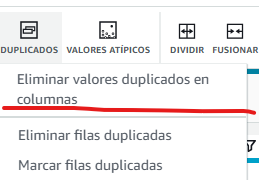 DUPLICADOS VALORES ATÍPICOS DIVIDIR FUSIONAR
Eliminar valores duplicados en
columnas
Eliminar filas duplicadas
Marcar filas duplicadas